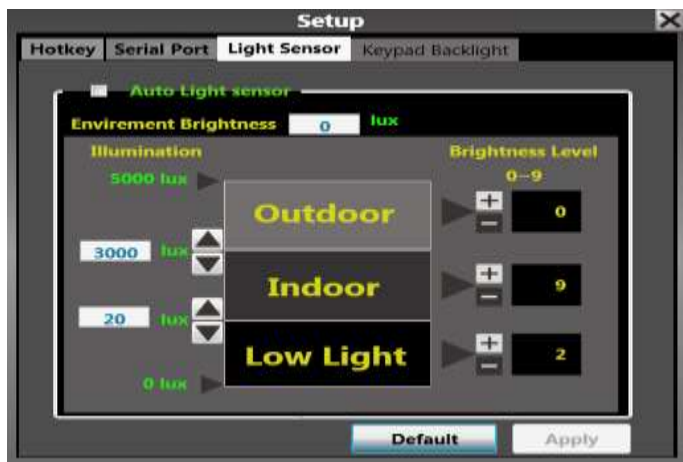 Setup
Hotkey Serial Port Light Sensor Keypad Backlight
Auto Light sensor
Envirement Brightness 0 lux
Illumination Brightness Level
5000 lux 0~9
Outdoor + 0 −
3000 lux
Indoor + 9 −
20 lux
Low Light + 2 −
0 lux
Default Apply